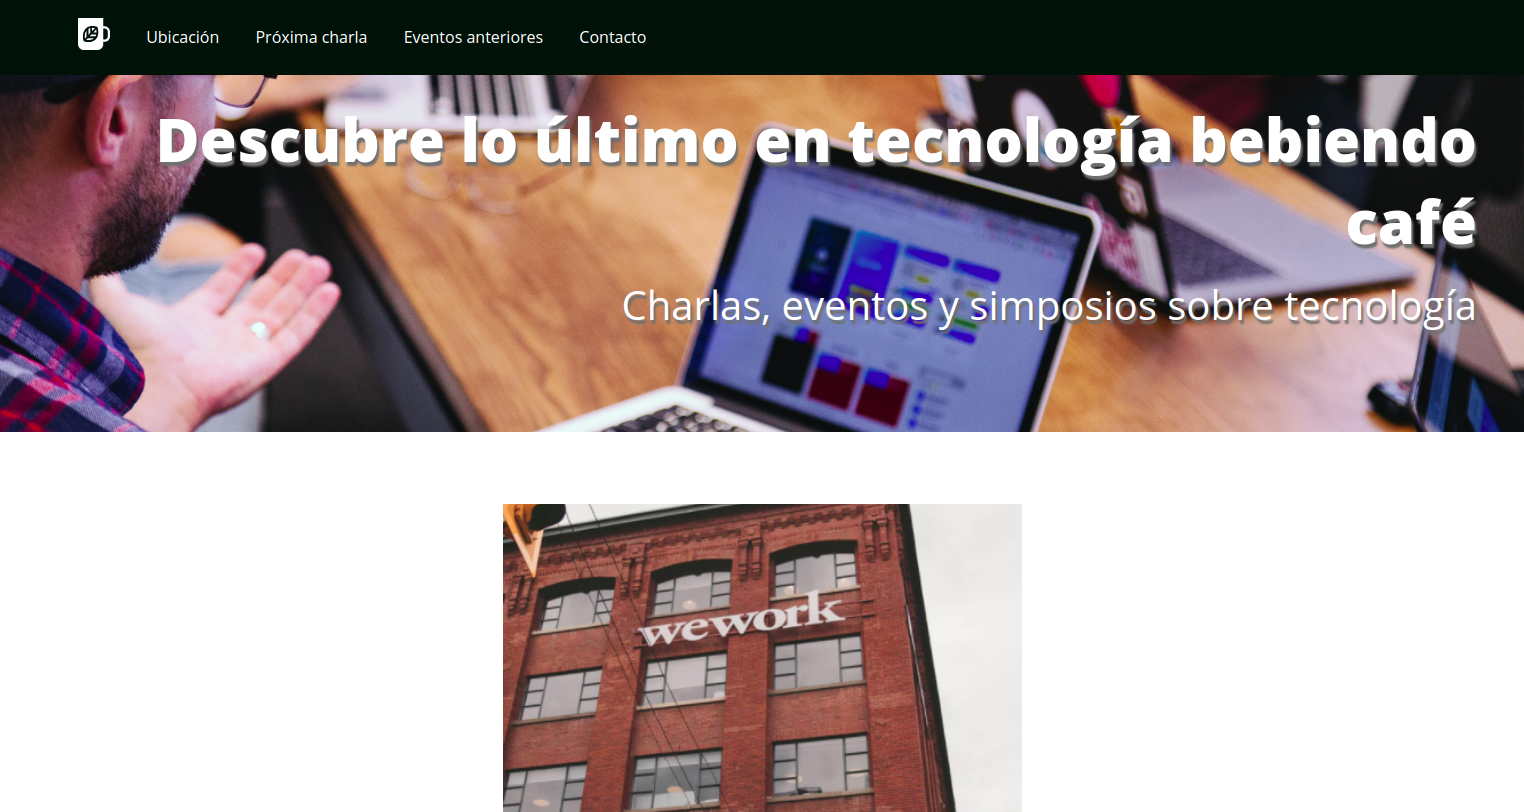 Ubicación
Próxima charla
Eventos anteriores
Contacto
Descubre lo último en tecnología bebiendo
café
Charlas, eventos y simposios sobre tecnología
wework